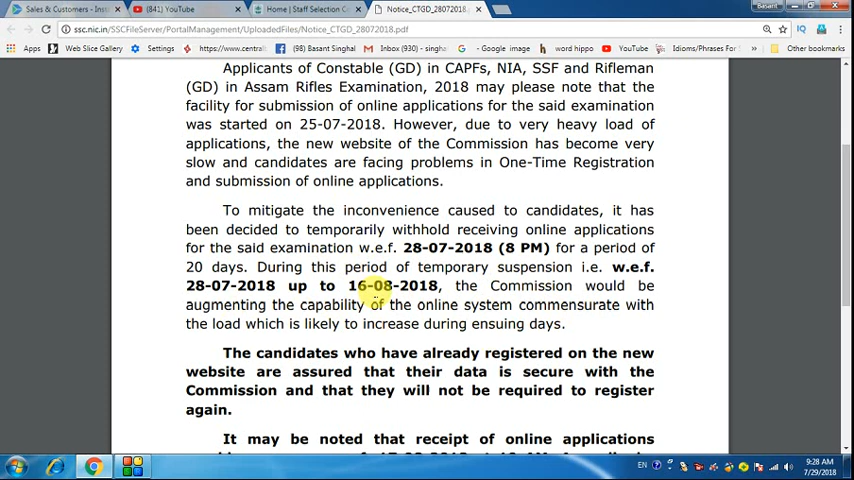 Sales & Customers - Inst
(841) YouTube
Home | Staff Selection C
Notice_CTGD_28072018.p
Basant
ssc.nic.in/SSCFileServer/PortalManagement/UploadedFiles/Notice_CTGD_28072018.pdf
Apps
Web Slice Gallery
Settings
https://www.central-
(98) Basant Singhal
Inbox (930) - singha
Google image
word hippo
YouTube
Idioms/Phrases For S
Other bookmarks
Applicants of Constable (GD) in CAPFs, NIA, SSF and Rifleman
(GD) in Assam Rifles Examination, 2018 may please note that the
facility for submission of online applications for the said examination
was started on 25-07-2018. However, due to very heavy load of
applications, the new website of the Commission has become very
slow and candidates are facing problems in One-Time Registration
and submission of online applications.
To mitigate the inconvenience caused to candidates, it has
been decided to temporarily withhold receiving online applications
for the said examination w.e.f. 28-07-2018 (8 PM) for a period of
20 days. During this period of temporary suspension i.e. w.e.f.
28-07-2018 up to 16-08-2018, the Commission would be
augmenting the capability of the online system commensurate with
the load which is likely to increase during ensuing days.
The candidates who have already registered on the new
website are assured that their data is secure with the
Commission and that they will not be required to register
again.
It may be noted that receipt of online applications
EN
9:28 AM
7/29/2018